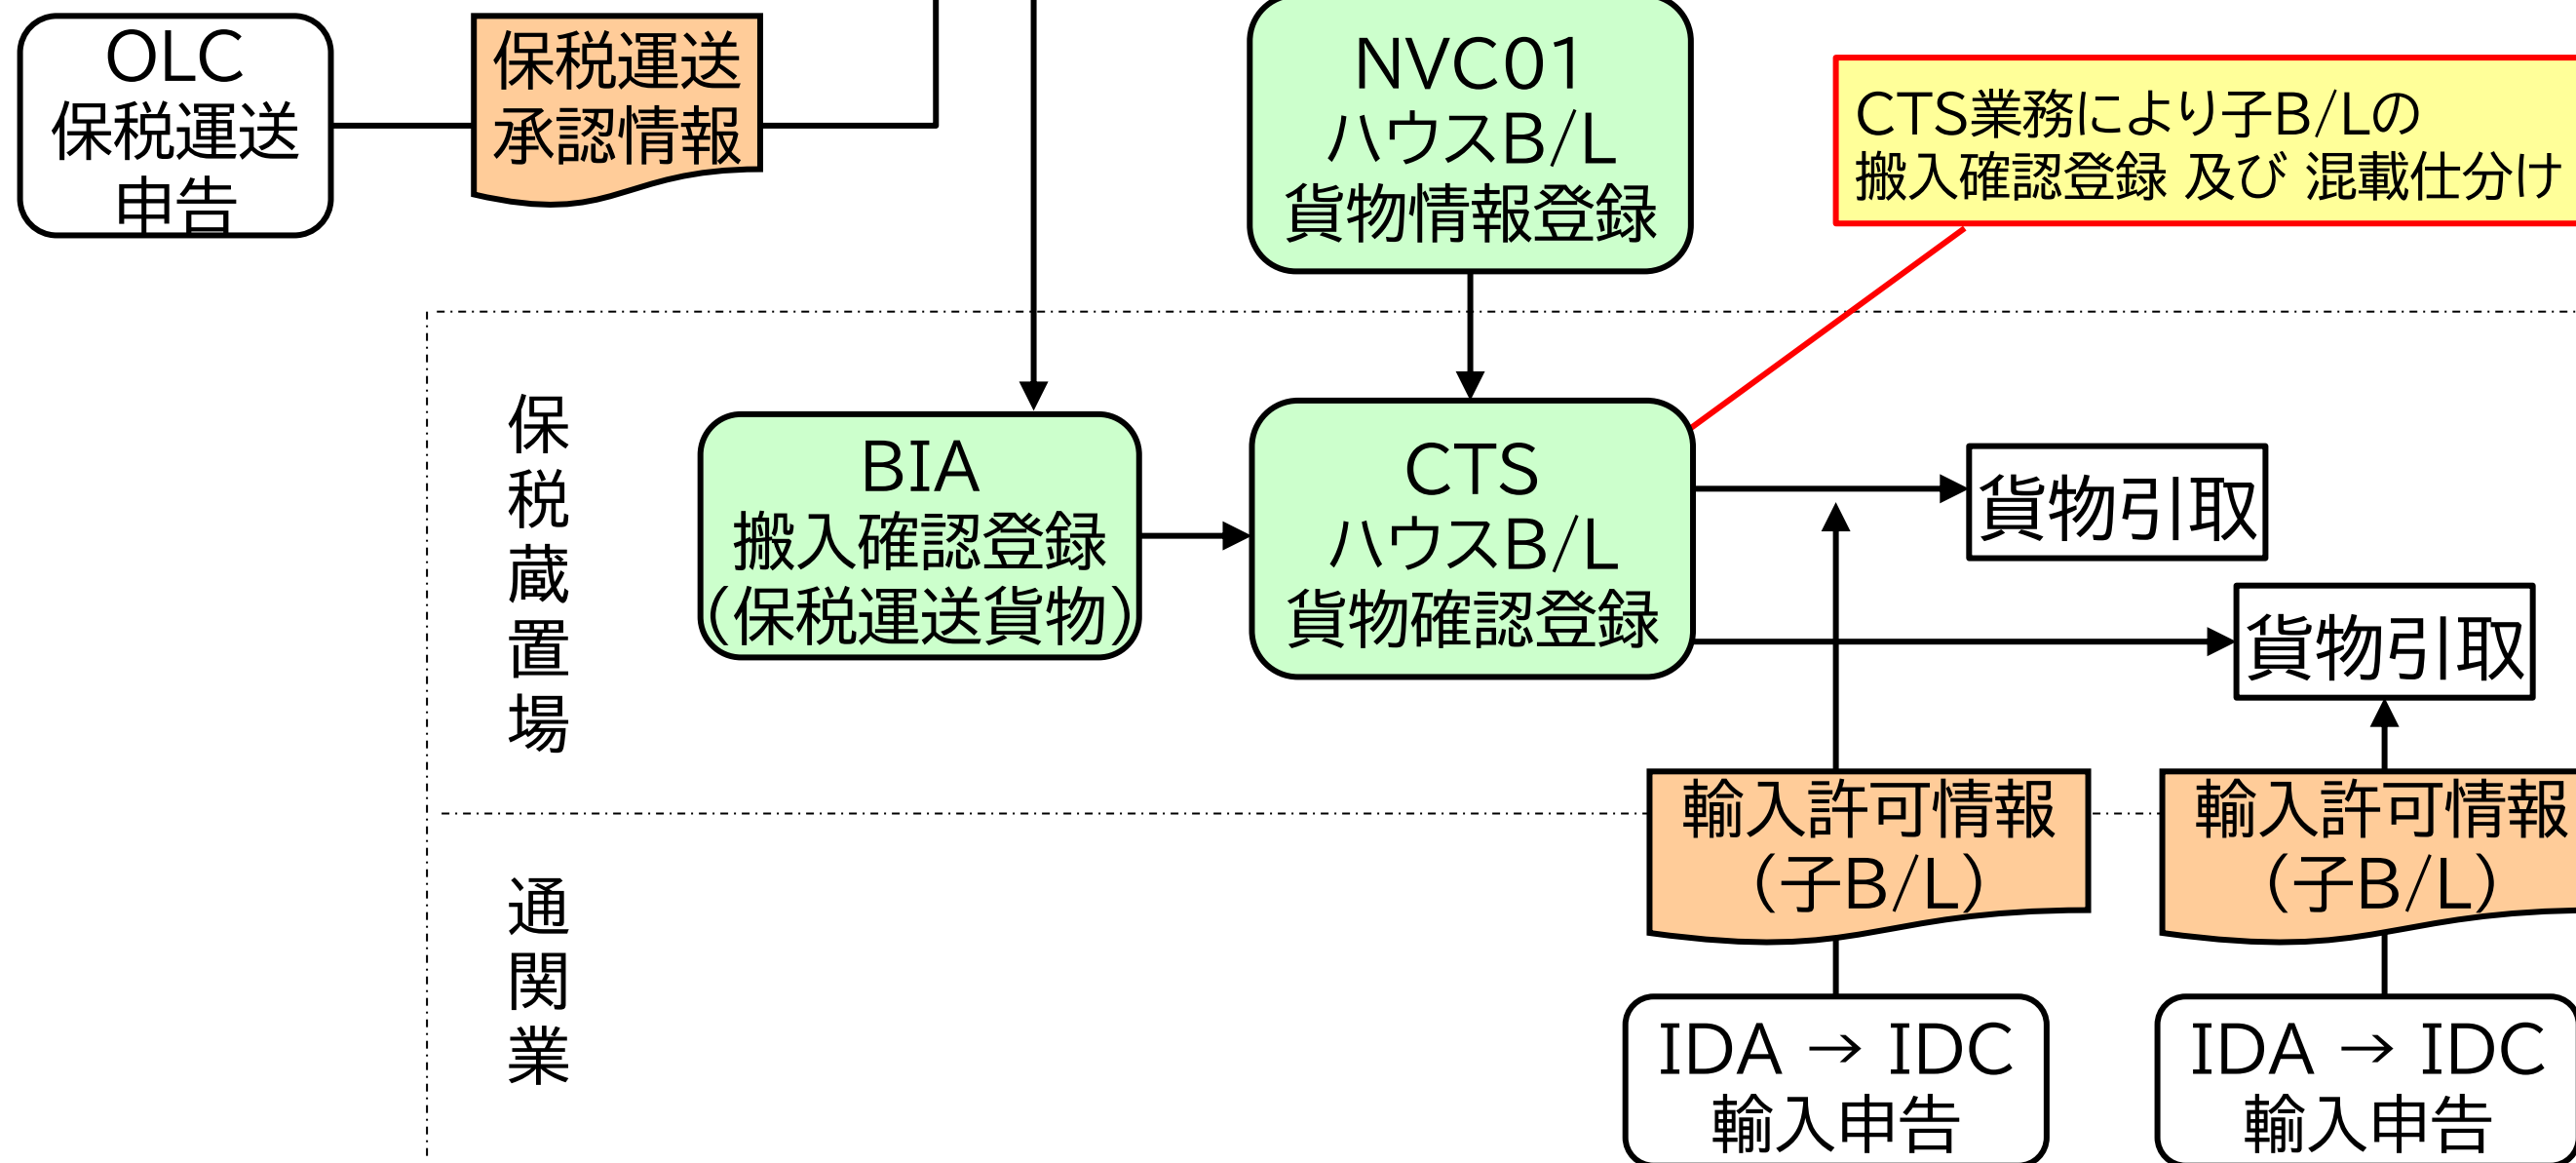 OLC
保税運送
申告
保税運送
承認情報
NVC01
ハウスB/L
貨物情報登録
CTS業務により子B/Lの
搬入確認登録 及び 混載仕分け
保税蔵置場
BIA
搬入確認登録
(保税運送貨物)
CTS
ハウスB/L
貨物確認登録
貨物引取
貨物引取
輸入許可情報
(子B/L)
輸入許可情報
(子B/L)
通関業
IDA → IDC
輸入申告
IDA → IDC
輸入申告